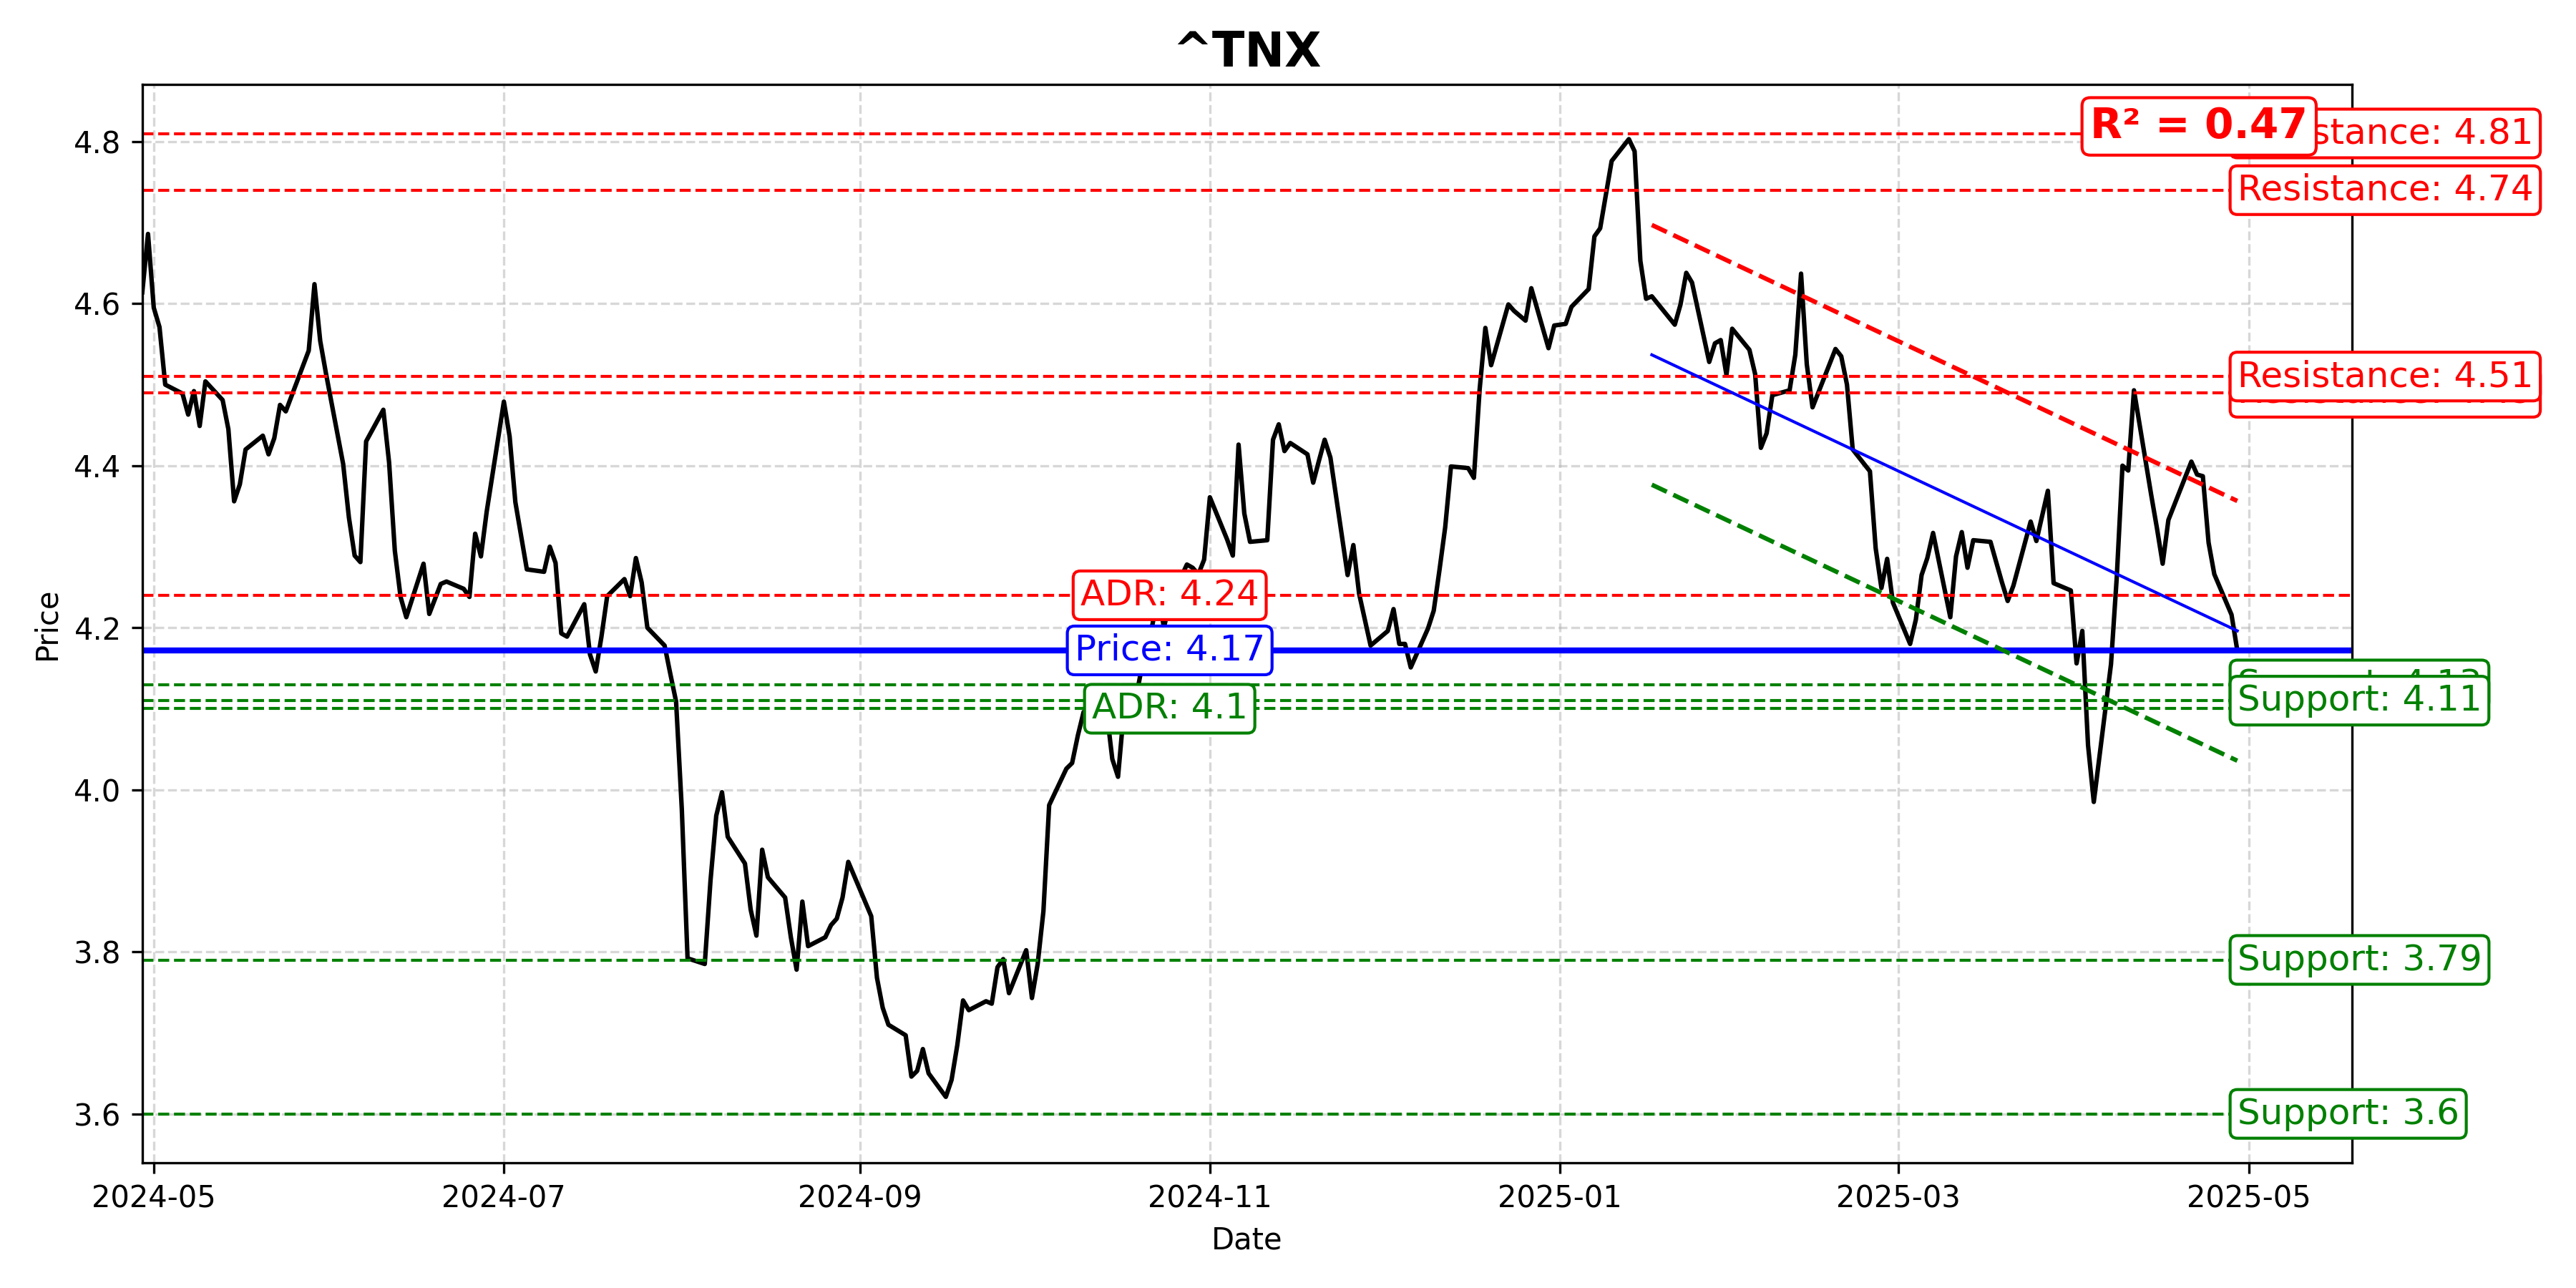 ^TNX
R² = 0.47
stance: 4.81
Resistance: 4.74
Resistance: 4.51
ADR: 4.24
Price: 4.17
ADR: 4.1
Support: 4.11
Support: 3.79
Support: 3.6
Price
4.8
4.6
4.4
4.2
4.0
3.8
3.6
2024-05
2024-07
2024-09
2024-11
2025-01
2025-03
2025-05
Date